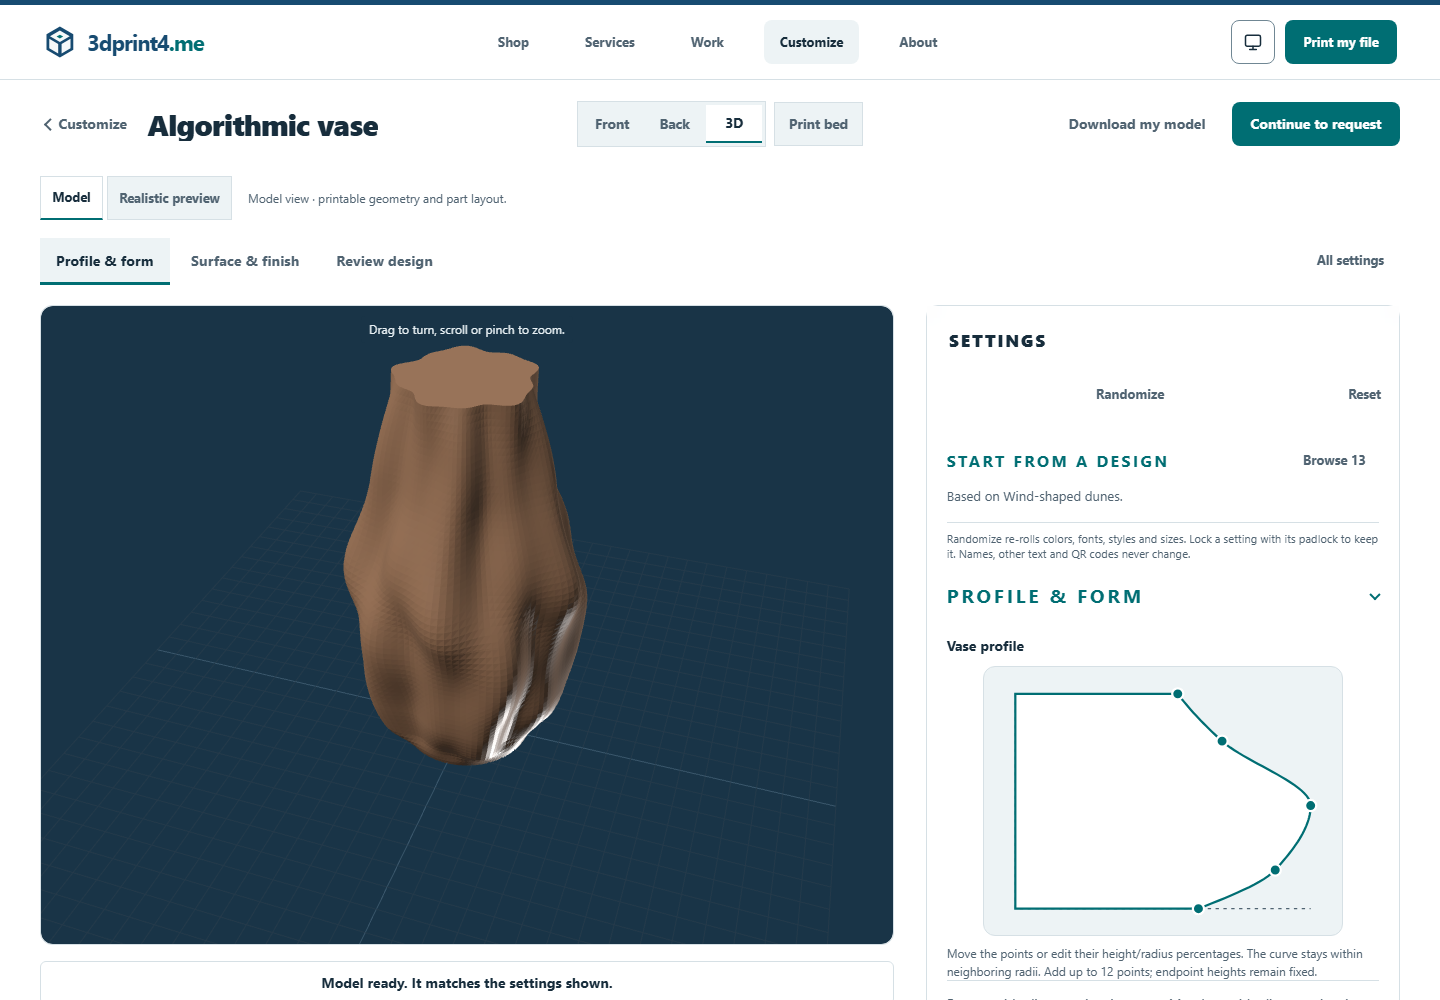 3dprint4.me
Shop
Services
Work
Customize
About
Print my file
Customize
Algorithmic vase
Front
Back
3D
Print bed
Download my model
Continue to request
Model
Realistic preview
Model view · printable geometry and part layout.
Profile & form
Surface & finish
Review design
All settings
Drag to turn, scroll or pinch to zoom.
Model ready. It matches the settings shown.
SETTINGS
Randomize
Reset
START FROM A DESIGN
Browse 13
Based on Wind-shaped dunes.
Randomize re-rolls colors, fonts, styles and sizes. Lock a setting with its padlock to keep
it. Names, other text and QR codes never change.
PROFILE & FORM
Vase profile
Move the points or edit their height/radius percentages. The curve stays within
neighboring radii. Add up to 12 points; endpoint heights remain fixed.